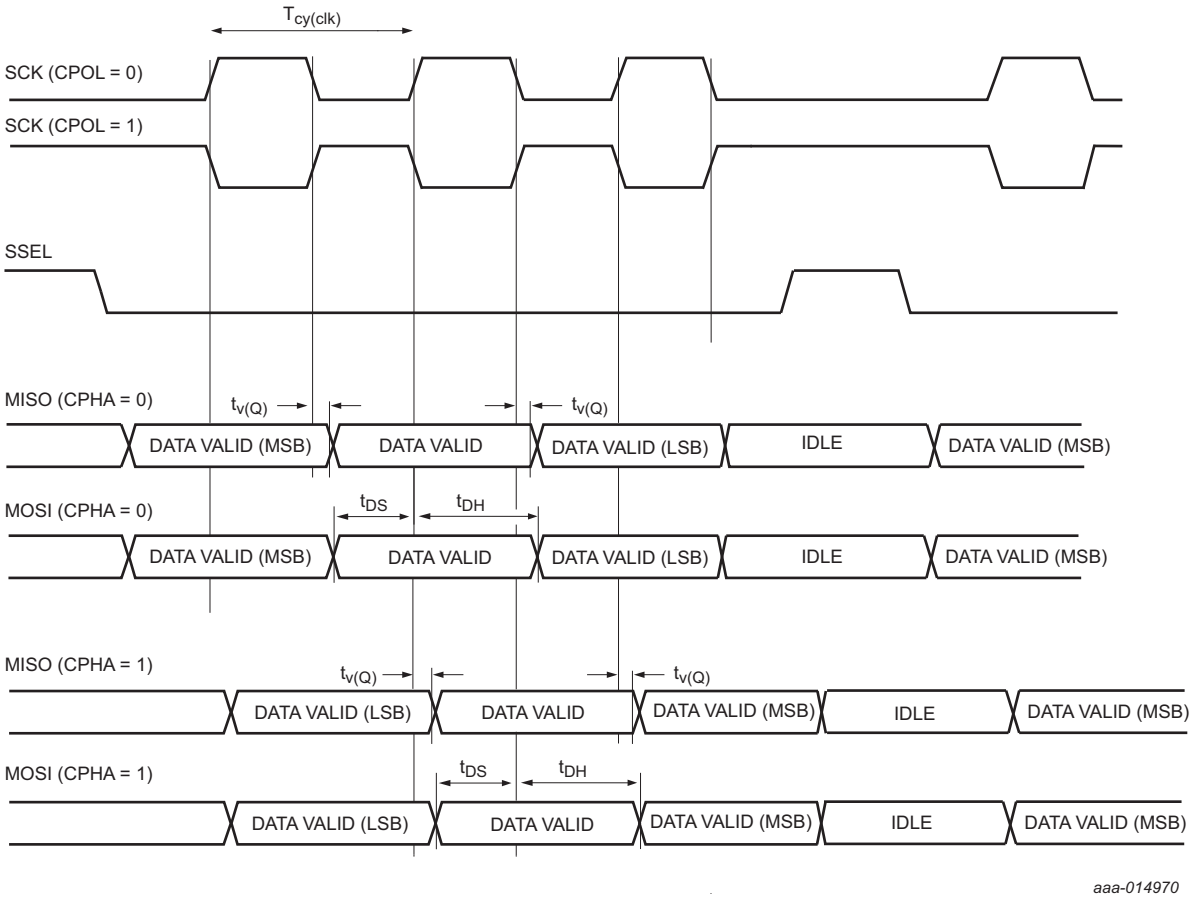 Tcy(clk)
SCK (CPOL = 0)
SCK (CPOL = 1)
SSEL
MISO (CPHA = 0)
tv(Q) tv(Q)
DATA VALID (MSB) DATA VALID DATA VALID (LSB) IDLE DATA VALID (MSB)
MOSI (CPHA = 0)
tDS tDH
DATA VALID (MSB) DATA VALID DATA VALID (LSB) IDLE DATA VALID (MSB)
MISO (CPHA = 1)
tv(Q) tv(Q)
DATA VALID (LSB) DATA VALID DATA VALID (MSB) IDLE DATA VALID (MSB)
MOSI (CPHA = 1)
tDS tDH
DATA VALID (LSB) DATA VALID DATA VALID (MSB) IDLE DATA VALID (MSB)
aaa-014970